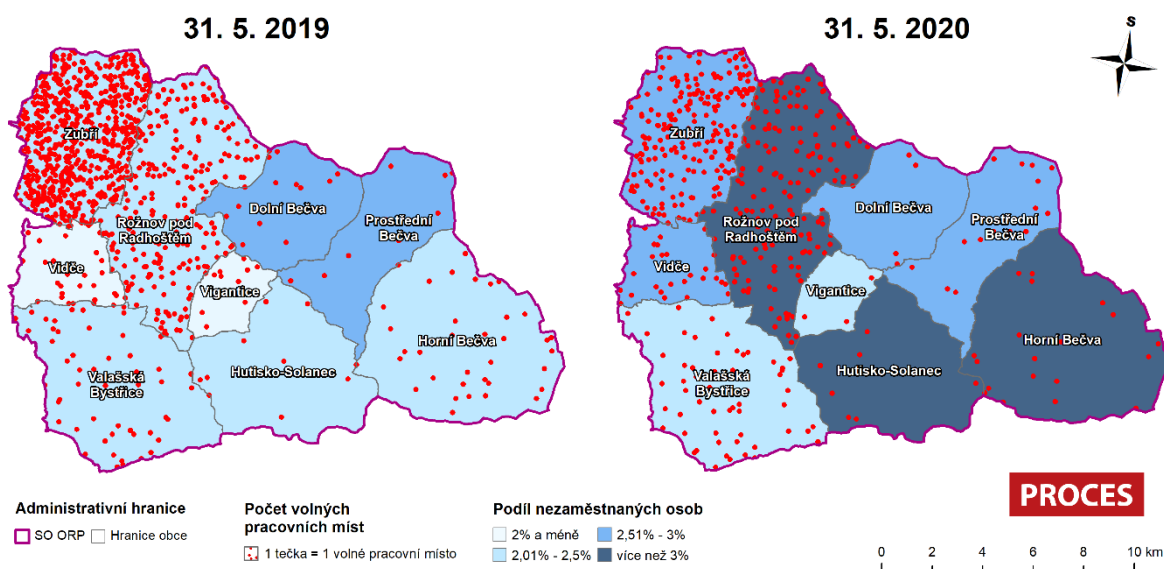 31. 5. 2019
31. 5. 2020
S
Zubří
Rožnov pod
Radhoštěm
Dolní Bečva
Prostřední
Bečva
Vidče
Vigantice
Horní Bečva
Valašská
Bystřice
Hutisko-Solanec
Zubří
Rožnov pod
Radhoštěm
Dolní Bečva
Prostřední
Bečva
Vidče
Vigantice
Horní Bečva
Valašská
Bystřice
Hutisko-Solanec
PROCES
Administrativní hranice
SO ORP
Hranice obce
Počet volných
pracovních míst
1 tečka = 1 volné pracovní místo
Podíl nezaměstnaných osob
2% a méně
2,51% - 3%
2,01% - 2,5%
více než 3%
0 2 4 6 8 10 km